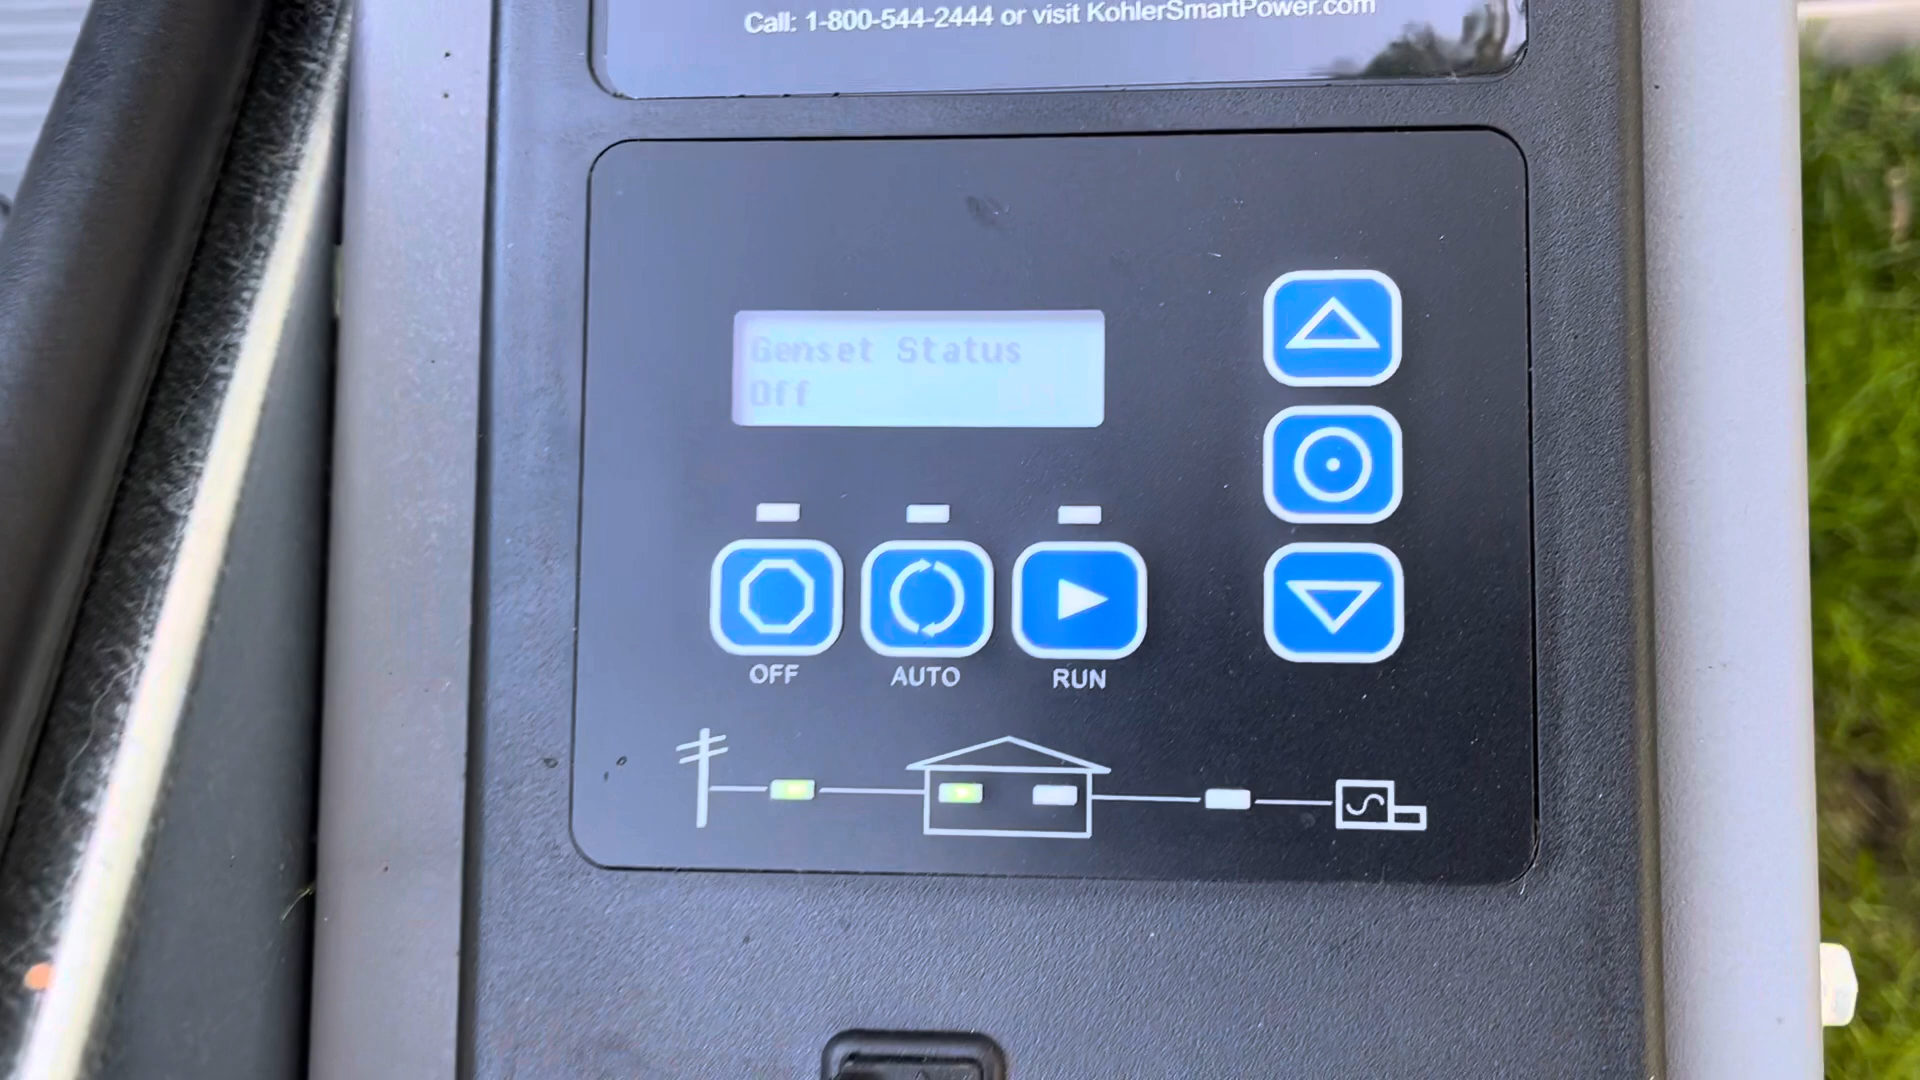 Call: 1-800-544-2444 or visit KohlerSmartPower.com
Genset Status
Off
OFF
AUTO
RUN